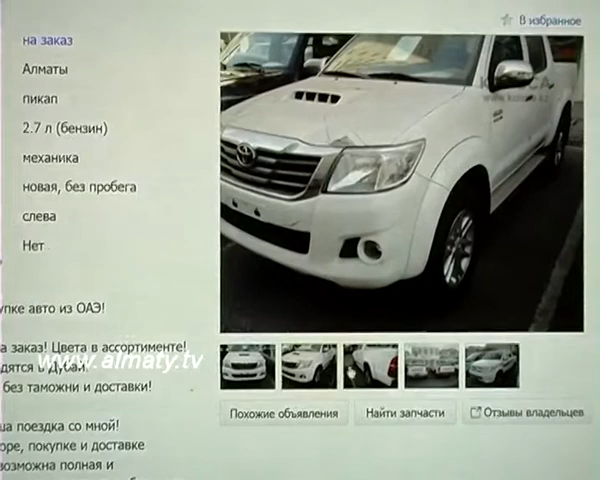 В избранное
на заказ
Алматы
пикап
2.7 л (бензин)
механика
новая, без пробега
слева
Нет
упке авто из ОАЭ!
а заказ! Цвета в ассортименте!
www.almaty.tv
дятся в Дубай.
без таможни и доставки!
ша поездка со мной!
оре, покупке и доставке
возможна полная и
Похожие объявления
Найти запчасти
Отзывы владельцев